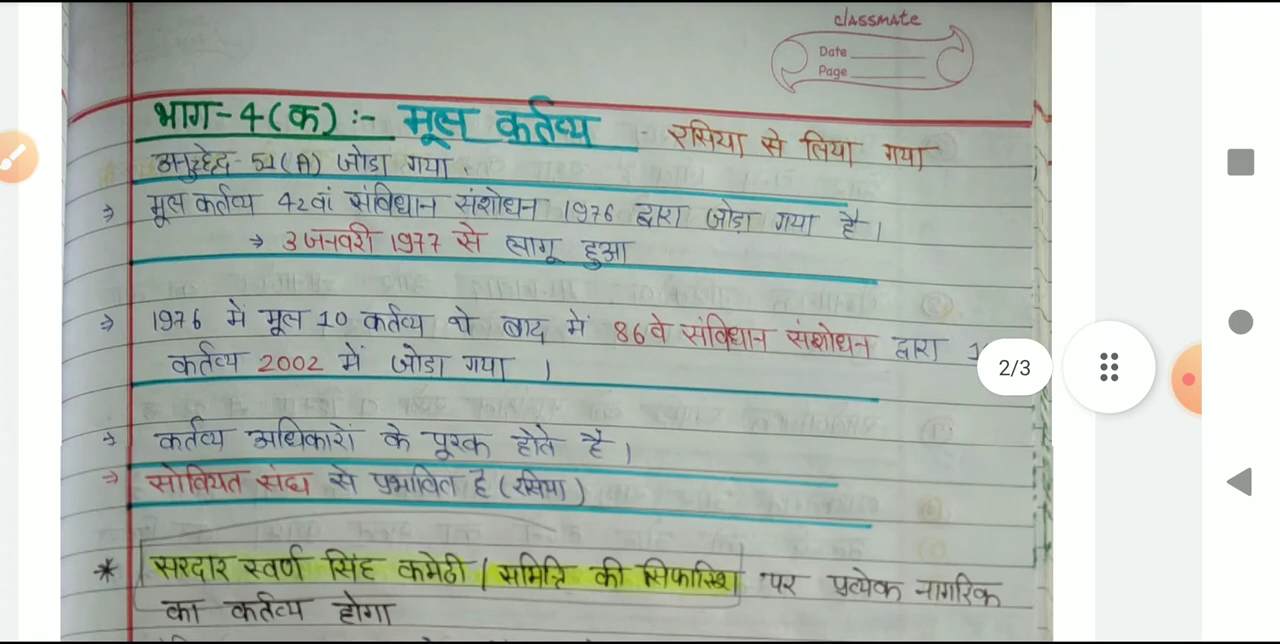 classmate
Date
Page
भाग-4(क) :- मूल कर्तव्य - रसिया से लिया गया
अनुच्छेद-51(A) जोडा गया .
⇒ मूल कर्तव्य 42वां संविधान संशोधन 1976 द्वारा जोड़ा गया है।
→ 3 जनवरी 1977 से लागू हुआ
⇒ 1976 में मूल 10 कर्तव्य थे बाद में 86वे संविधान संशोधन द्वारा
कर्तव्य 2002 में जोडा गया ।
2/3
⇒ कर्तव्य अधिकारों के पूरक होते है।
⇒ सोवियत संघ से प्रभावित है (रसिया)
* सरदार स्वर्ण सिंह कमेठी / समिति की सिफारिश पर प्रत्येक नागरिक
का कर्तव्य होगा